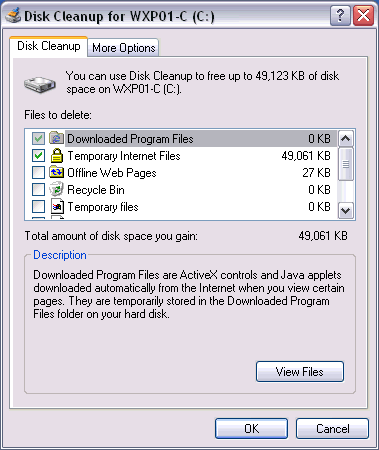 Disk Cleanup for WXP01-C (C:)
Disk Cleanup
More Options
You can use Disk Cleanup to free up to 49,123 KB of disk
space on WXP01-C (C:).
Files to delete:
Downloaded Program Files 0 KB
Temporary Internet Files 49,061 KB
Offline Web Pages 27 KB
Recycle Bin 0 KB
Temporary files 0 KB
Total amount of disk space you gain: 49,061 KB
Description
Downloaded Program Files are ActiveX controls and Java applets
downloaded automatically from the Internet when you view certain
pages. They are temporarily stored in the Downloaded Program
Files folder on your hard disk.
View Files
OK
Cancel